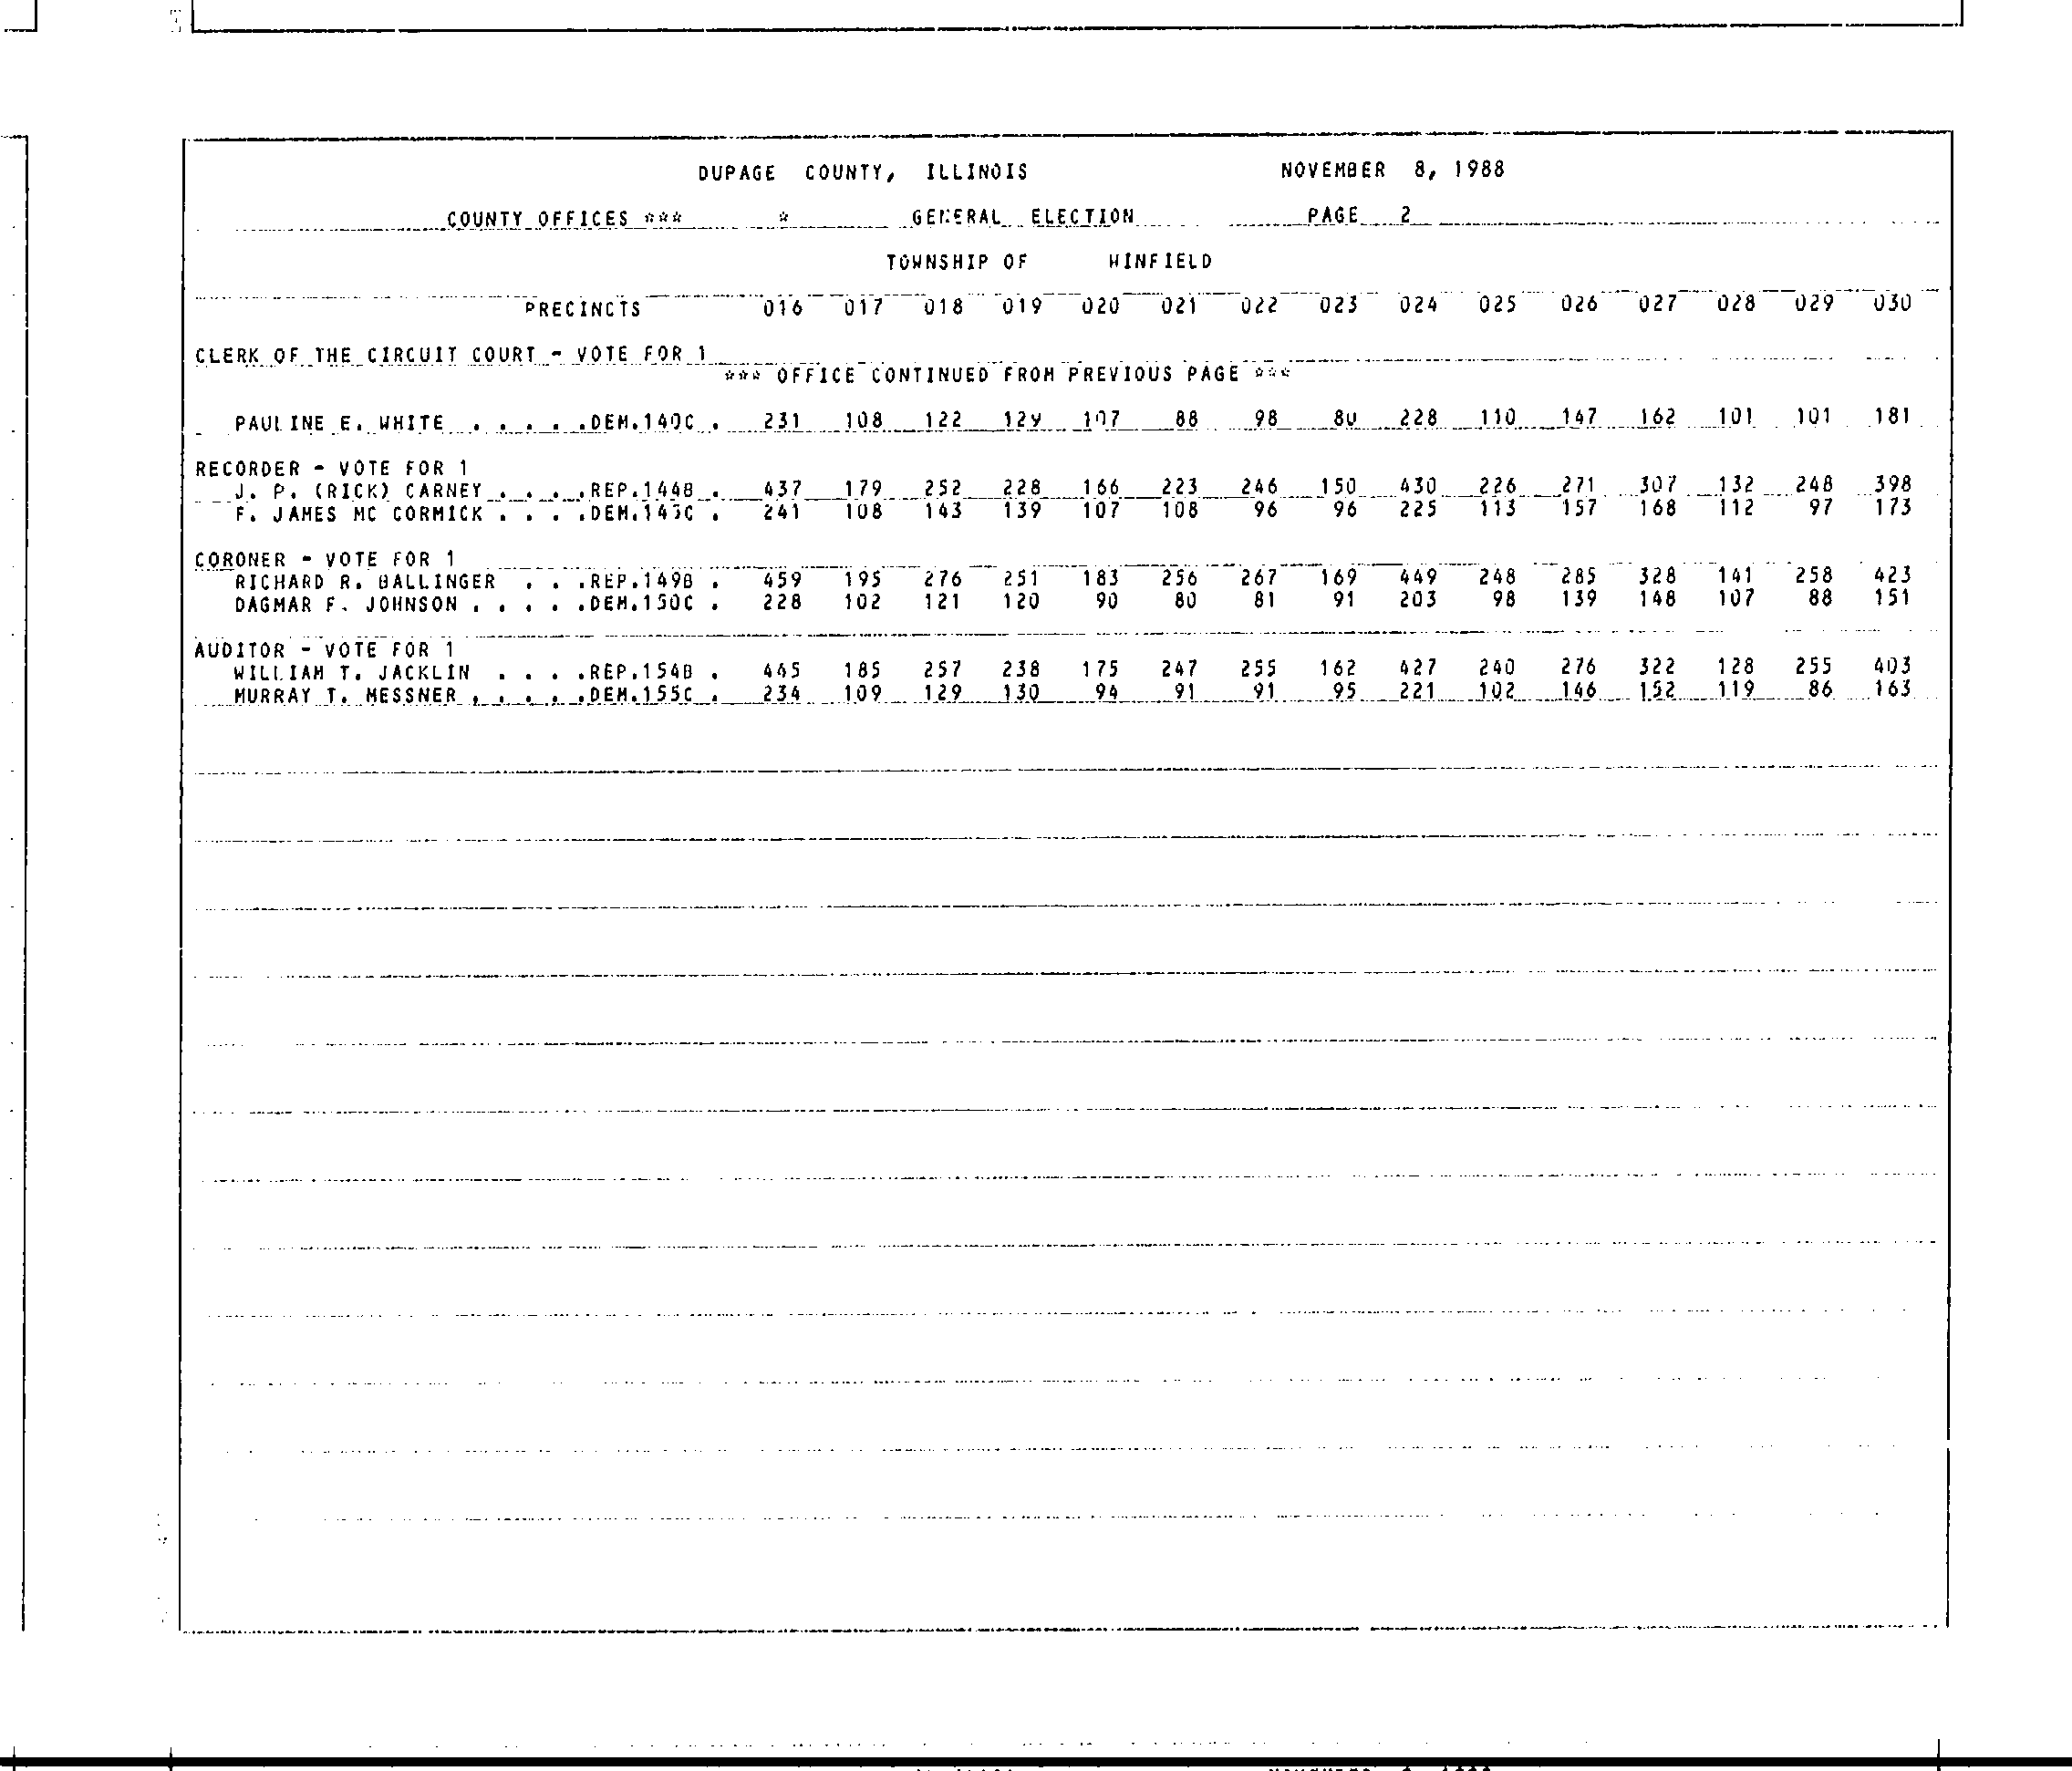 DUPAGE COUNTY, ILLINOIS NOVEMBER 8, 1988
COUNTY OFFICES *** * GENERAL ELECTION PAGE 2
TOWNSHIP OF WINFIELD
PRECINCTS 016 017 018 019 020 021 022 023 024 025 026 027 028 029 030
CLERK OF THE CIRCUIT COURT - VOTE FOR 1
*** OFFICE CONTINUED FROM PREVIOUS PAGE ***
PAULINE E. WHITE . . . . .DEM.140C . 231 108 122 129 107 88 98 80 228 110 147 162 101 101 181
RECORDER - VOTE FOR 1
J. P. (RICK) CARNEY . . . .REP.144B . 437 179 252 228 166 223 246 150 430 226 271 307 132 248 398
F. JAMES MC CORMICK . . . .DEM.145C . 241 108 143 139 107 108 96 96 225 113 157 168 112 97 173
CORONER - VOTE FOR 1
RICHARD R. BALLINGER . . .REP.149B . 459 195 276 251 183 256 267 169 449 248 285 328 141 258 423
DAGMAR F. JOHNSON . . . . .DEM.150C . 228 102 121 120 90 80 81 91 203 98 139 148 107 88 151
AUDITOR - VOTE FOR 1
WILLIAM T. JACKLIN . . . .REP.154B . 445 185 257 238 175 247 255 162 427 240 276 322 128 255 403
MURRAY T. MESSNER . . . . .DEM.155C . 234 109 129 130 94 91 91 95 221 102 146 152 119 86 163